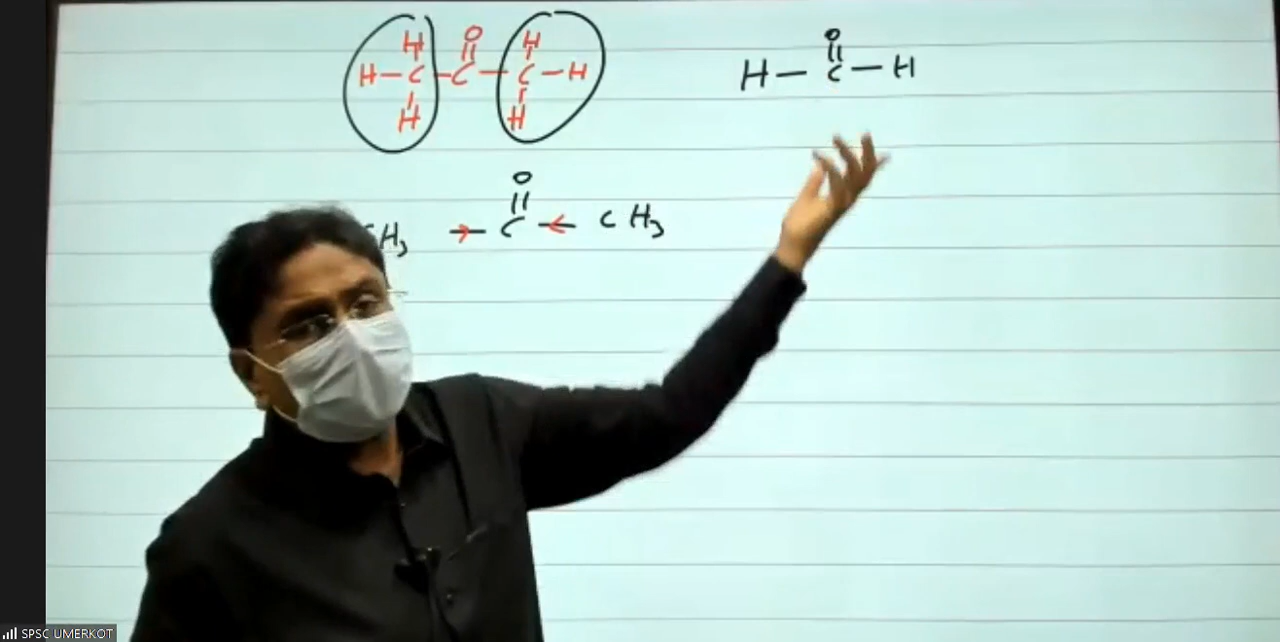 H O H
H – C – C – C – H
H H
O
H – C – H
O
CH3 → C ← CH3
SPSC UMERKOT